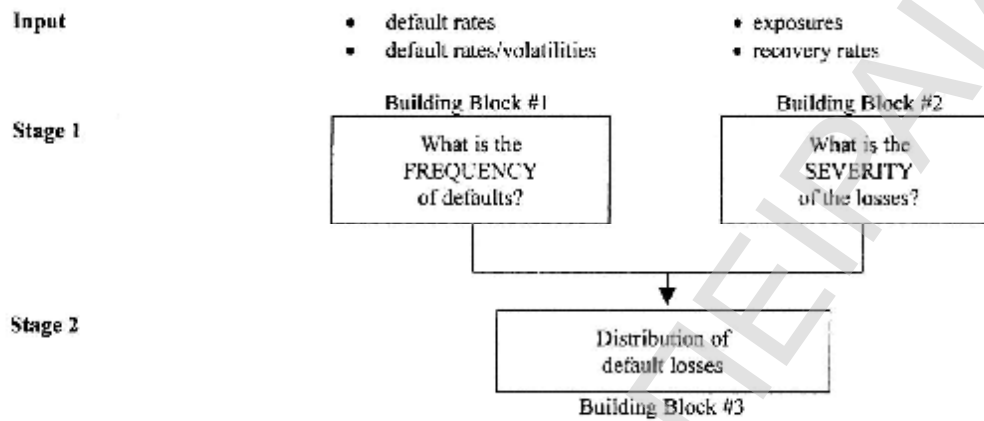 Input
• default rates
• default rates/volatilities
• exposures
• recovery rates
Stage 1
Building Block #1
What is the
FREQUENCY
of defaults?
Building Block #2
What is the
SEVERITY
of the losses?
Stage 2
Distribution of
default losses
Building Block #3